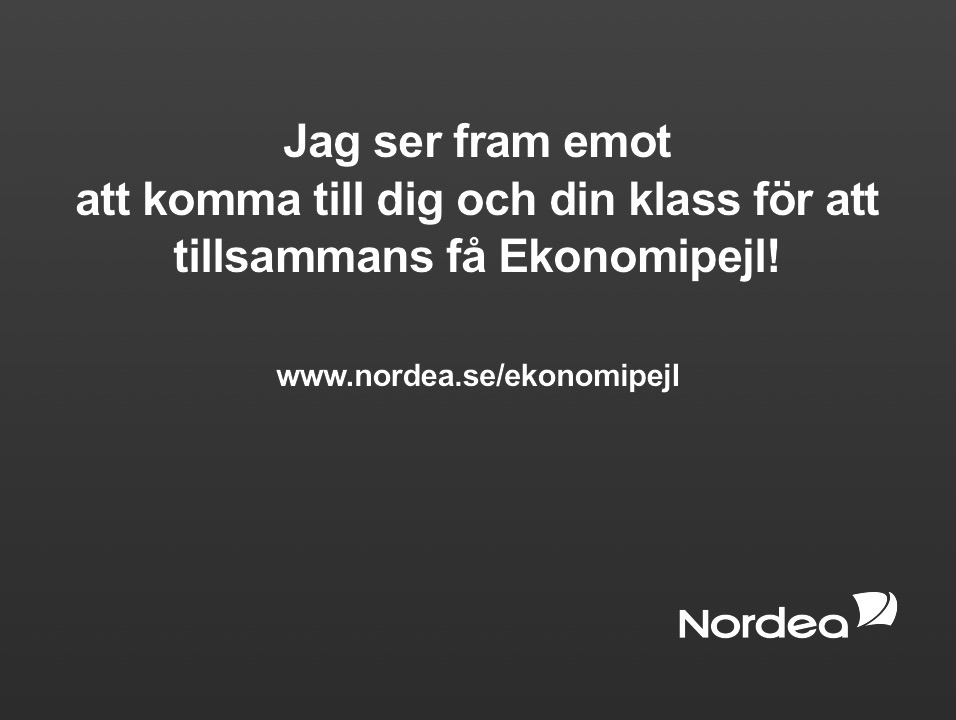 Jag ser fram emot
att komma till dig och din klass för att
tillsammans få Ekonomipejl!
www.nordea.se/ekonomipejl
Nordea